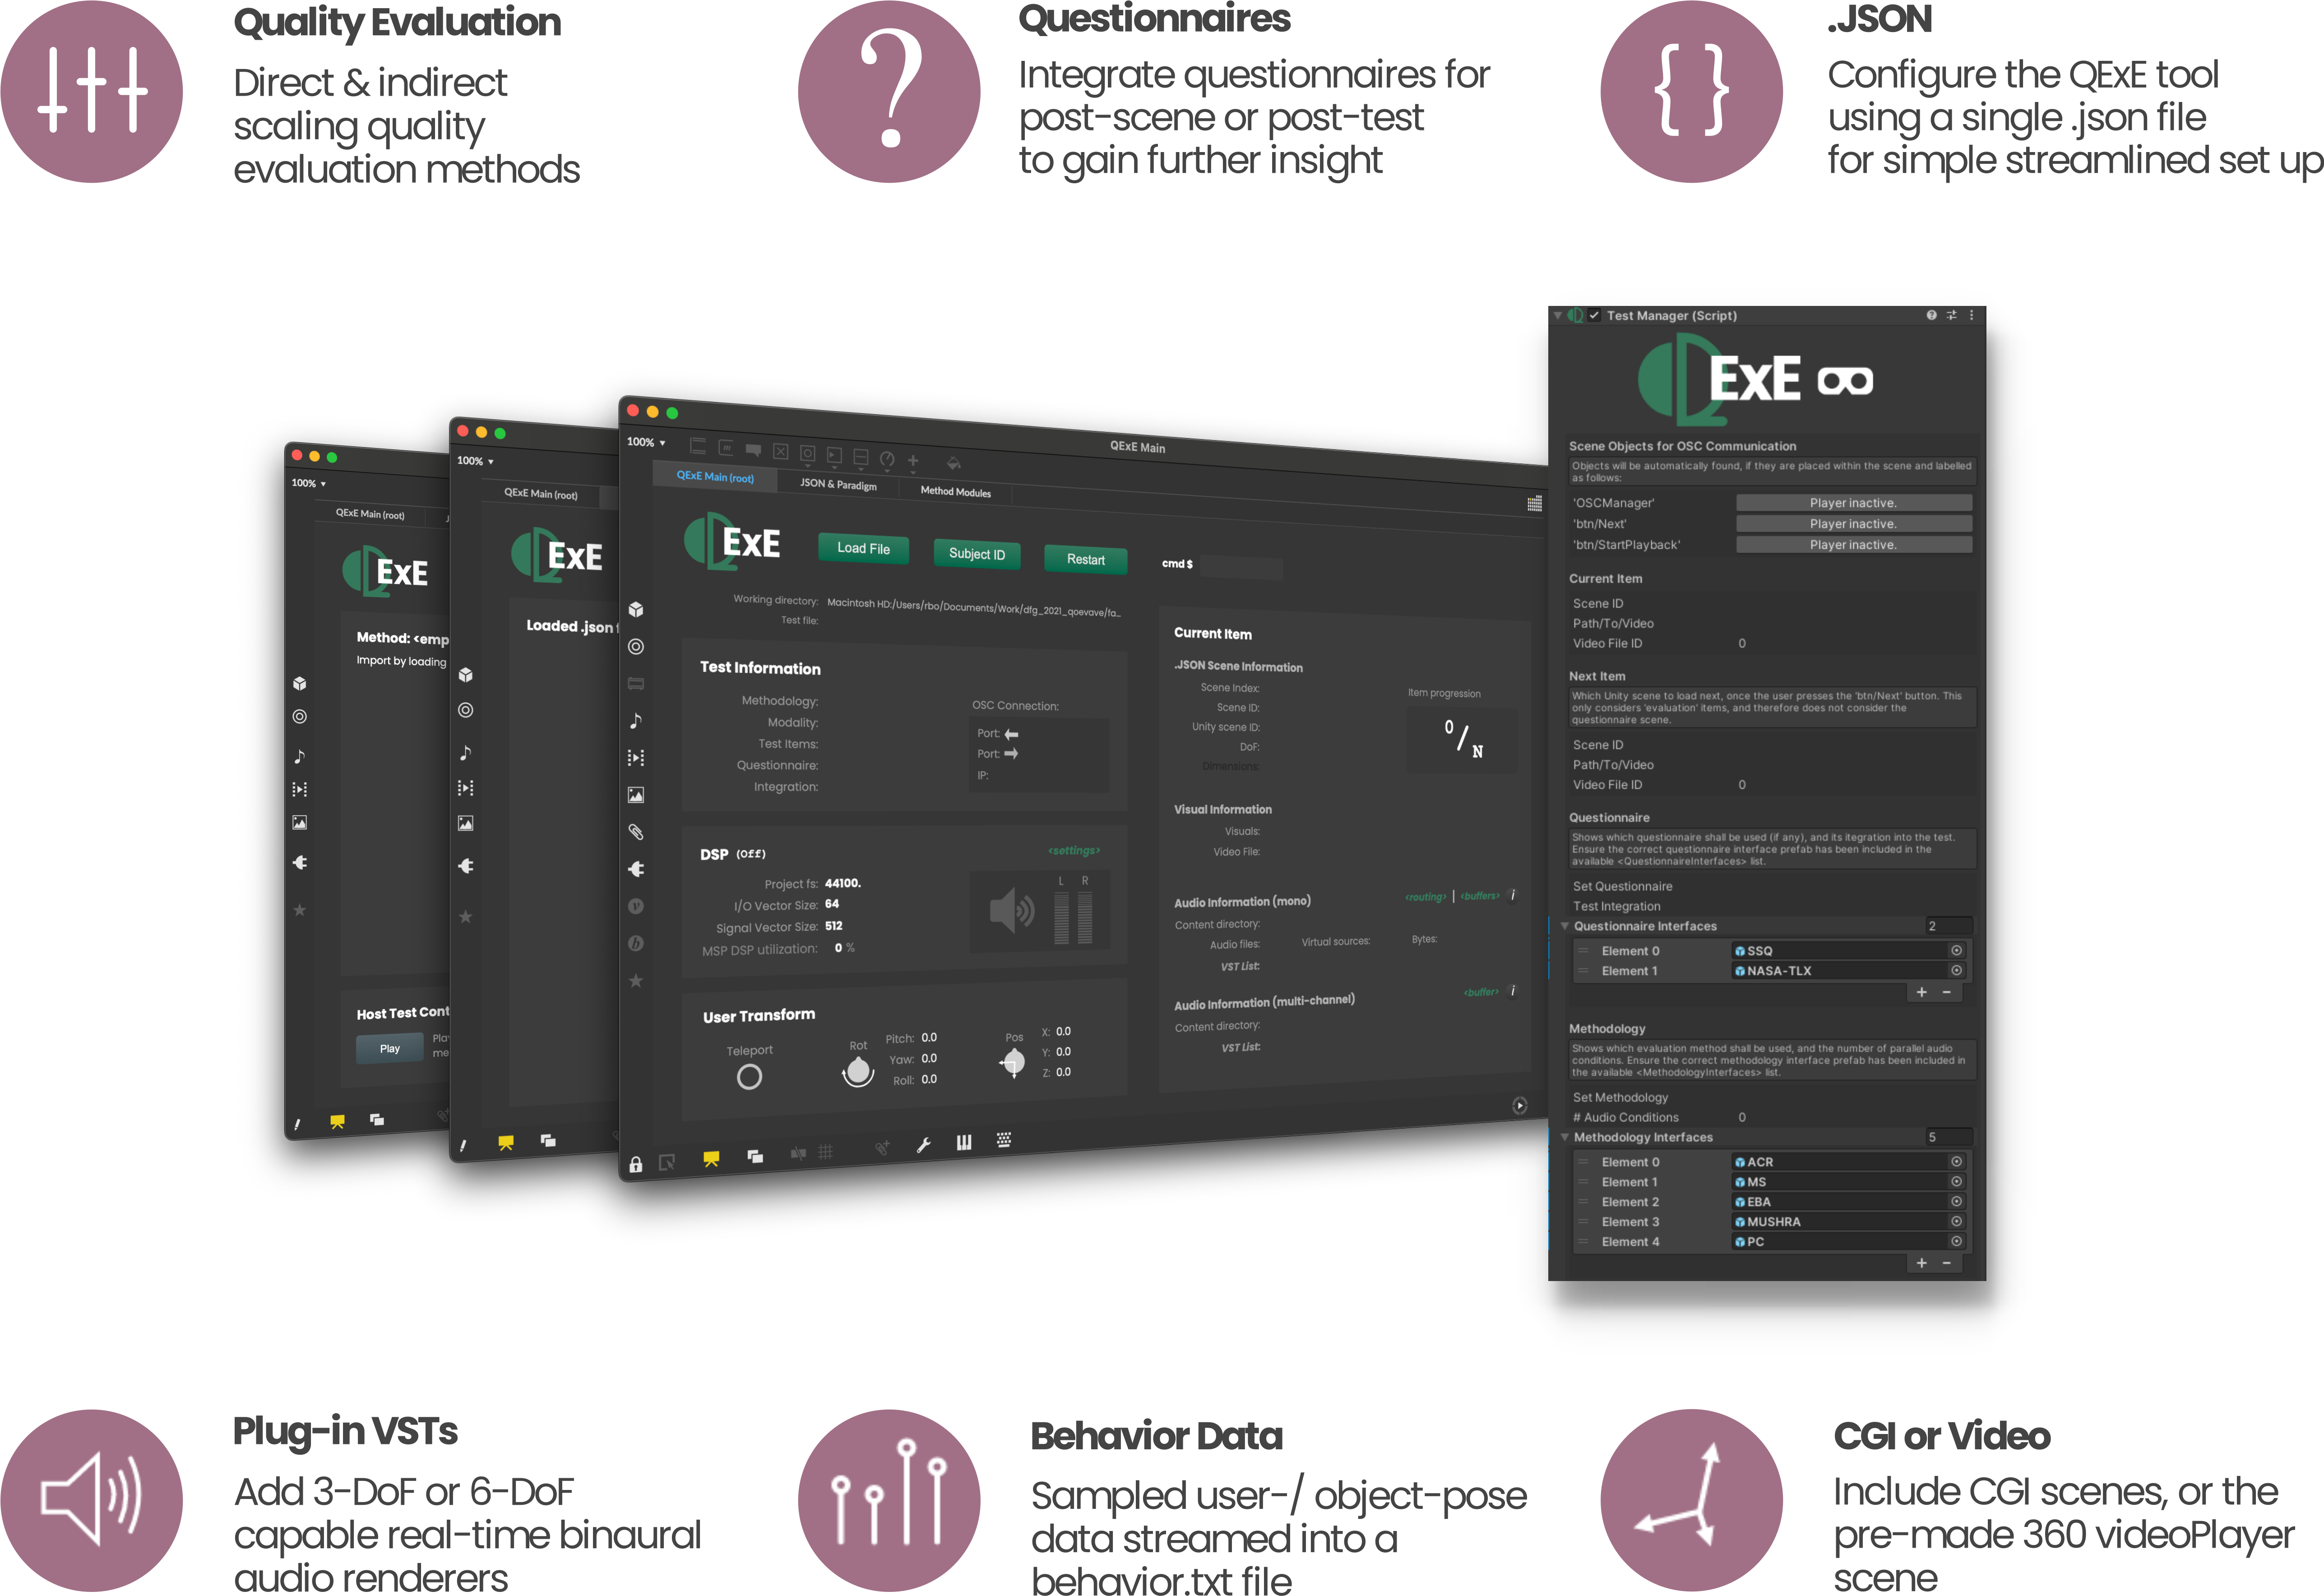 Quality Evaluation
Direct & indirect
scaling quality
evaluation methods
Questionnaires
Integrate questionnaires for
post-scene or post-test
to gain further insight
.JSON
Configure the QExE tool
using a single .json file
for simple streamlined set up
100%
QExE Main (root)
ExE
Method: <emp
Import by loading
Host Test Cont
Play
Pla
me
100%
QExE Main (root)
ExE
Loaded .json f
QExE Main
100%
QExE Main (root)
JSON & Paradigm
Method Modules
ExE
Load File
Subject ID
Restart
cmd $
Working directory: Macintosh HD:/Users/rbo/Documents/Work/dfg_2021_qoevave/fa...
Test file:
Test Information
Methodology:
Modality:
Test Items:
Questionnaire:
Integration:
OSC Connection:
Port:
Port:
IP:
DSP (Off)
<settings>
Project fs: 44100.
I/O Vector Size: 64
Signal Vector Size: 512
MSP DSP utilization: 0 %
L R
User Transform
Teleport
Rot
Pitch: 0.0
Yaw: 0.0
Roll: 0.0
Pos
X: 0.0
Y: 0.0
Z: 0.0
Current Item
.JSON Scene Information
Scene Index:
Scene ID:
Unity scene ID:
DoF:
Dimensions:
Item progression
0/N
Visual Information
Visuals:
Video File:
Audio Information (mono)
<routing> | <buffers> i
Content directory:
Audio files: Virtual sources: Bytes:
VST List:
Audio Information (multi-channel)
<buffer> i
Content directory:
VST List:
Test Manager (Script)
QExE
Scene Objects for OSC Communication
Objects will be automatically found, if they are placed within the scene and labelled
as follows:
'OSCManager' Player inactive.
'btn/Next' Player inactive.
'btn/StartPlayback' Player inactive.
Current Item
Scene ID
Path/To/Video
Video File ID 0
Next Item
Which Unity scene to load next, once the user presses the 'btn/Next' button. This
only considers 'evaluation' items, and therefore does not consider the
questionnaire scene.
Scene ID
Path/To/Video
Video File ID 0
Questionnaire
Shows which questionnaire shall be used (if any), and its itegration into the test.
Ensure the correct questionnaire interface prefab has been included in the
available <QuestionnaireInterfaces> list.
Set Questionnaire
Test Integration
Questionnaire Interfaces 2
Element 0 SSQ
Element 1 NASA-TLX
+ −
Methodology
Shows which evaluation method shall be used, and the number of parallel audio
conditions. Ensure the correct methodology interface prefab has been included in
the available <MethodologyInterfaces> list.
Set Methodology
# Audio Conditions 0
Methodology Interfaces 5
Element 0 ACR
Element 1 MS
Element 2 EBA
Element 3 MUSHRA
Element 4 PC
+ −
Plug-in VSTs
Add 3-DoF or 6-DoF
capable real-time binaural
audio renderers
Behavior Data
Sampled user-/ object-pose
data streamed into a
behavior.txt file
CGI or Video
Include CGI scenes, or the
pre-made 360 videoPlayer
scene